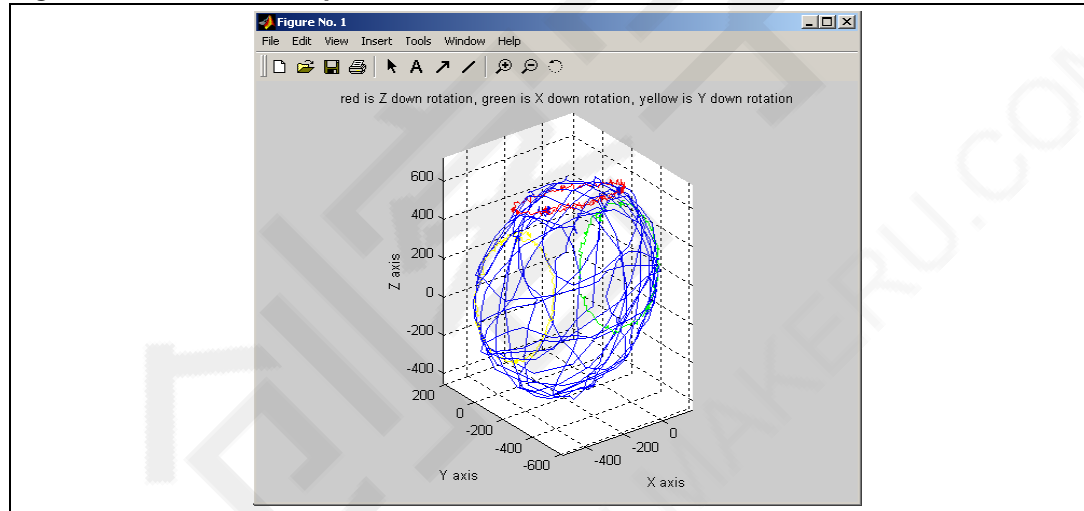 Figure No. 1
File Edit View Insert Tools Window Help
red is Z down rotation, green is X down rotation, yellow is Y down rotation
600
400
200
0
-200
-400
Z axis
200
0
-200
-400
-600
Y axis
-400
-200
0
X axis
MAKERU.COM